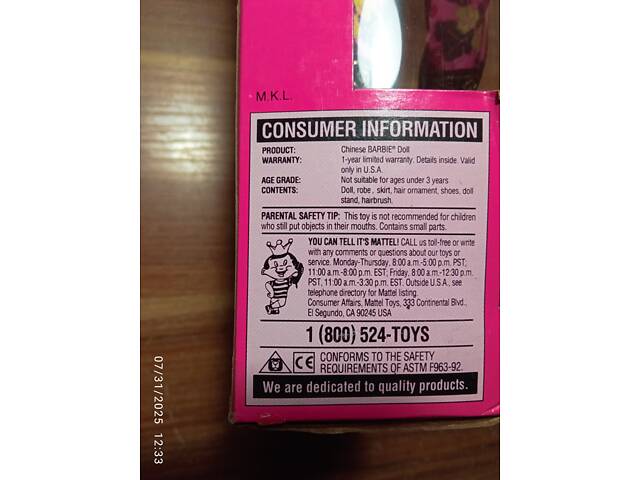 M.K.L.
CONSUMER INFORMATION
PRODUCT: Chinese BARBIE® Doll
WARRANTY: 1-year limited warranty. Details inside. Valid
only in U.S.A.
AGE GRADE: Not suitable for ages under 3 years
CONTENTS: Doll, robe, skirt, hair ornament, shoes, doll
stand, hairbrush.
PARENTAL SAFETY TIP: This toy is not recommended for children
who still put objects in their mouths. Contains small parts.
YOU CAN TELL IT'S MATTEL! CALL us toll-free or write
with any comments or questions about our toys or
service. Monday-Thursday, 8:00 a.m.-5:00 p.m. PST;
11:00 a.m.-8:00 p.m. EST; Friday, 8:00 a.m.-12:30 p.m.
PST, 11:00 a.m.-3:30 p.m. EST. Outside U.S.A., see
telephone directory for Mattel listing.
Consumer Affairs, Mattel Toys, 333 Continental Blvd.,
El Segundo, CA 90245 USA
1 (800) 524-TOYS
CE CONFORMS TO THE SAFETY
REQUIREMENTS OF ASTM F963-92.
We are dedicated to quality products.
07/31/2025 12:33